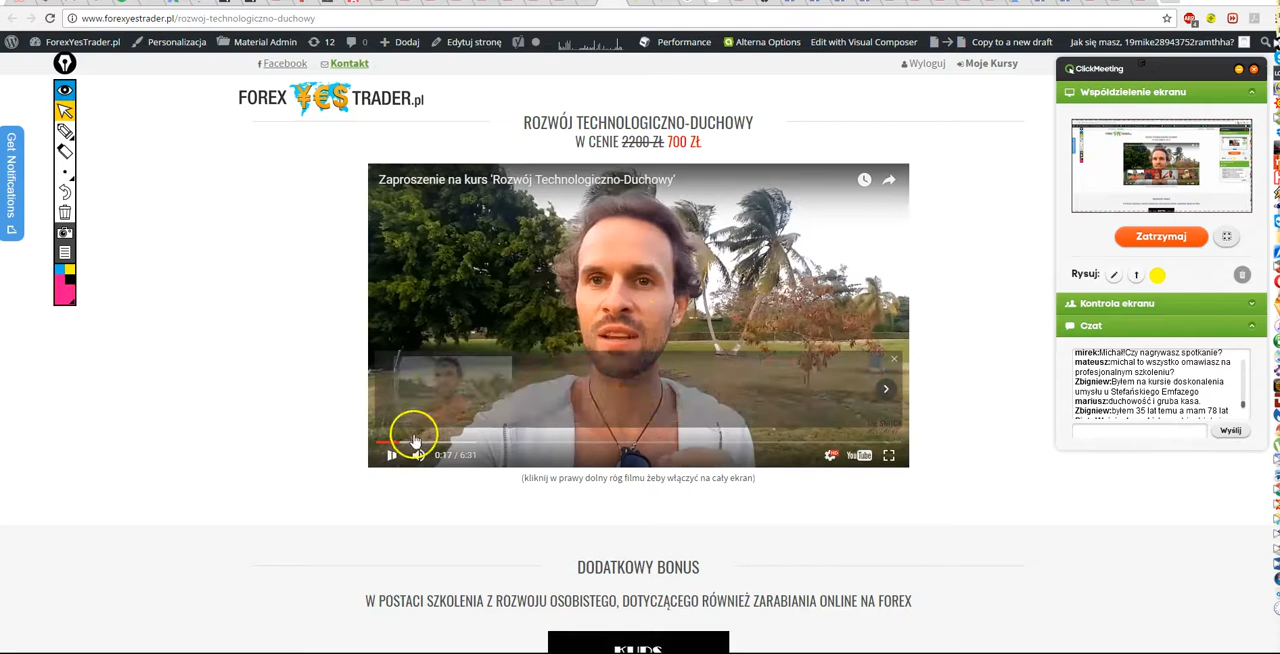 www.forexyestrader.pl/rozwoj-technologiczno-duchowy
ForexYesTrader.pl Personalizacja Material Admin 12 0 Dodaj Edytuj stronę Performance Alterna Options Edit with Visual Composer Copy to a new draft Jak się masz, 19mike28943752ramthha?
Facebook Kontakt Wyloguj Moje Kursy
FOREX YES TRADER.pl
Get Notifications
ROZWÓJ TECHNOLOGICZNO-DUCHOWY
W CENIE 2200 ZŁ 700 ZŁ
Zaproszenie na kurs 'Rozwój Technologiczno-Duchowy'
0:17 / 6:31
YouTube
HD
(kliknij w prawy dolny róg filmu żeby włączyć na cały ekran)
DODATKOWY BONUS
W POSTACI SZKOLENIA Z ROZWOJU OSOBISTEGO, DOTYCZĄCEGO RÓWNIEŻ ZARABIANIA ONLINE NA FOREX
KURS
ClickMeeting
Współdzielenie ekranu
Zatrzymaj
Rysuj:
Kontrola ekranu
Czat
mirek:Michał!Czy nagrywasz spotkanie?
mateusz:michal to wszystko omawiasz na
profesjonalnym szkoleniu?
Zbigniew:Byłem na kursie doskonalenia
umysłu u Stefańskiego Emfazego
mariusz:duchowość i gruba kasa.
Zbigniew:byłem 35 lat temu a mam 78 lat
Wyślij